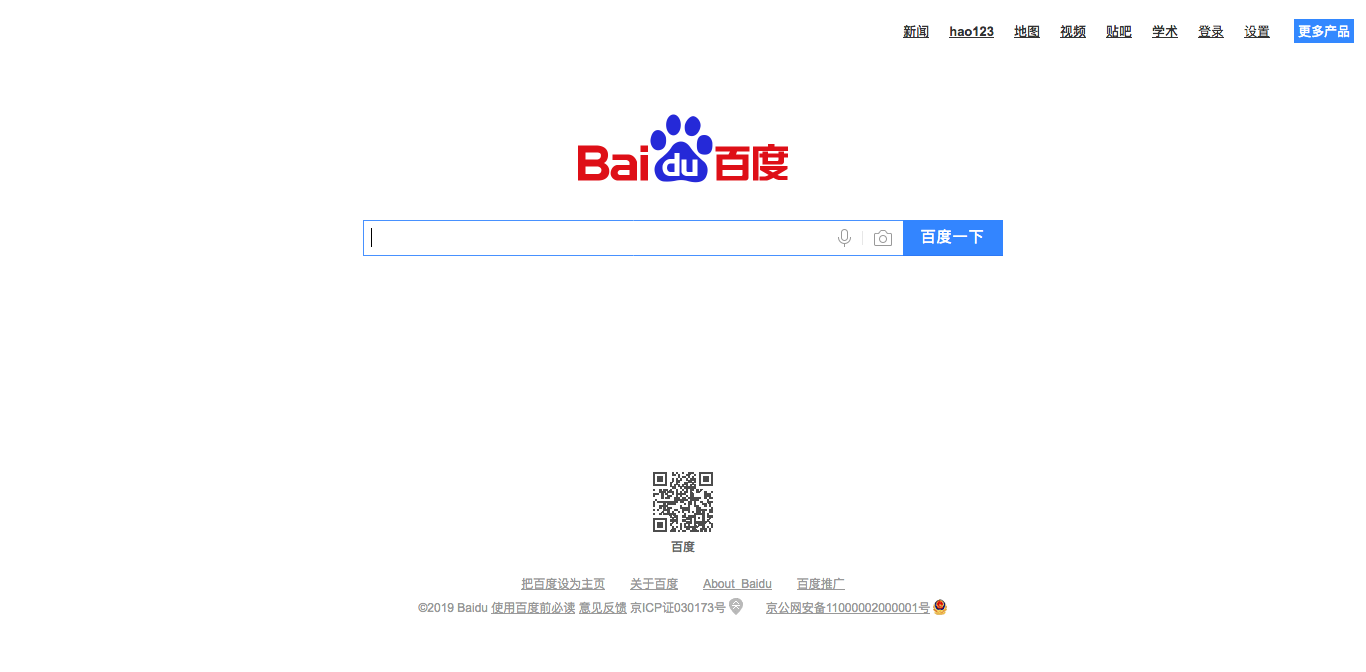 新闻 hao123 地图 视频 贴吧 学术 登录 设置 更多产品
Bai du 百度
百度一下
百度
把百度设为主页 关于百度 About Baidu 百度推广
©2019 Baidu 使用百度前必读 意见反馈 京ICP证030173号 京公网安备11000002000001号